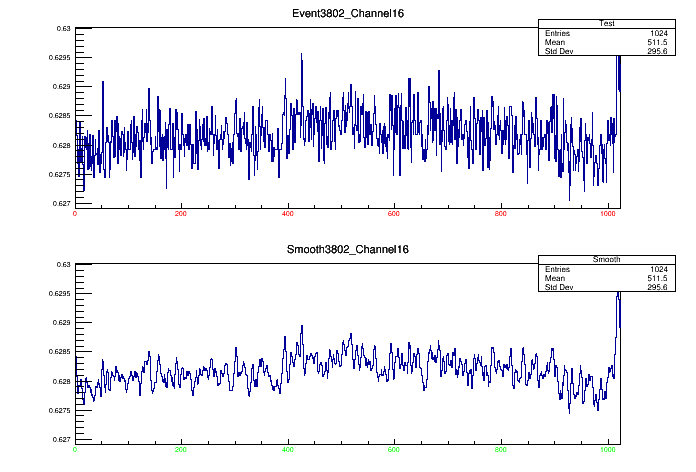 Event3802_Channel16
Test
Entries 1024
Mean 511.5
Std Dev 295.6
0.63
0.6295
0.629
0.6285
0.628
0.6275
0.627
0 200 400 600 800 1000
Smooth3802_Channel16
Smooth
Entries 1024
Mean 511.5
Std Dev 295.6
0.63
0.6295
0.629
0.6285
0.628
0.6275
0.627
0 200 400 600 800 1000